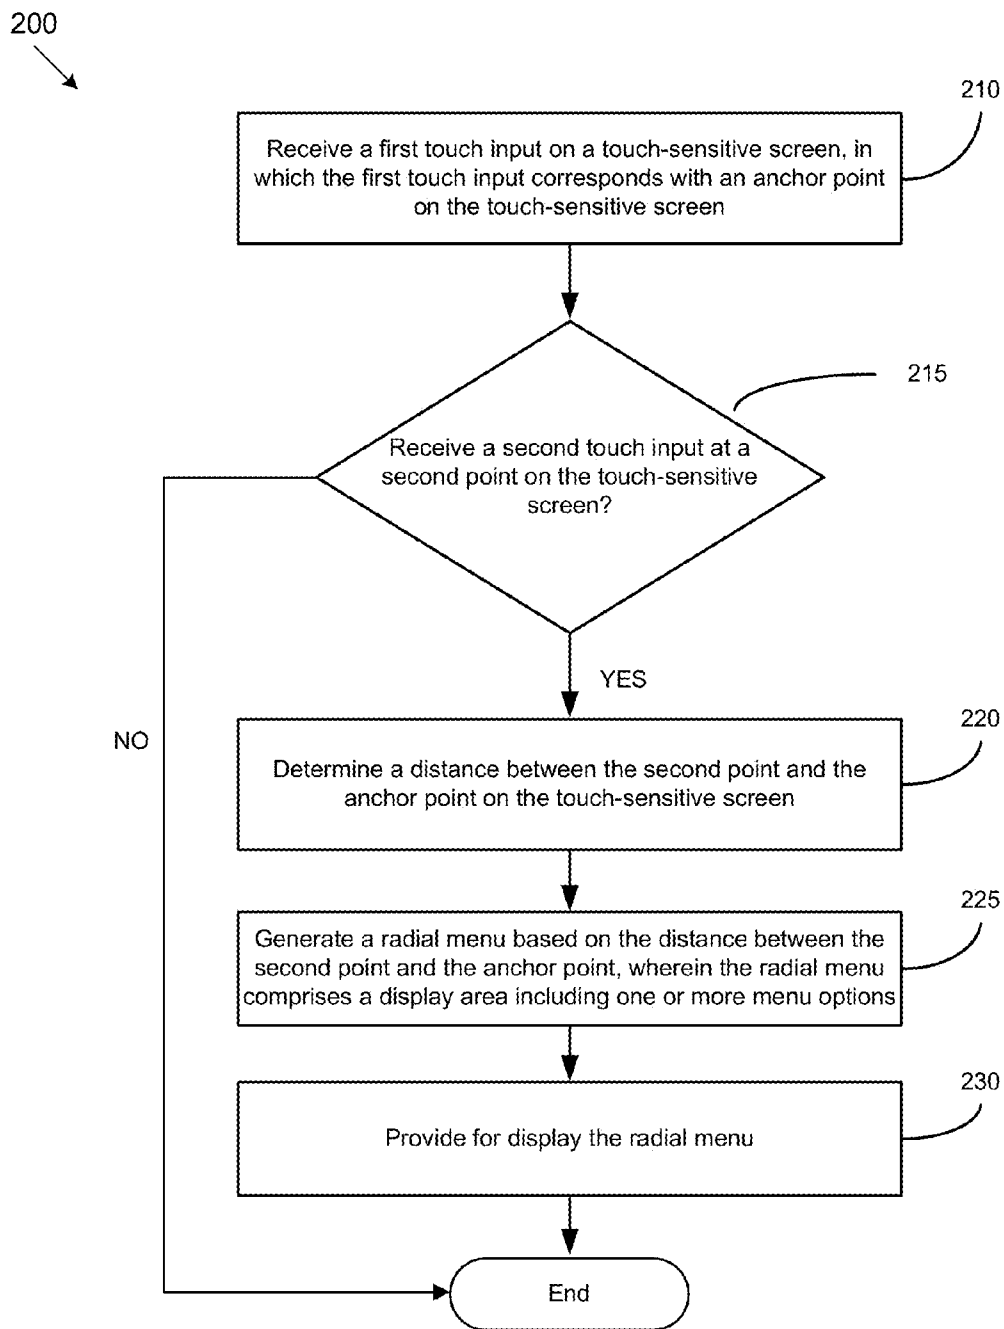 200
210
Receive a first touch input on a touch-sensitive screen, in
which the first touch input corresponds with an anchor point
on the touch-sensitive screen
215
Receive a second touch input at a
second point on the touch-sensitive
screen?
YES
NO
220
Determine a distance between the second point and the
anchor point on the touch-sensitive screen
225
Generate a radial menu based on the distance between the
second point and the anchor point, wherein the radial menu
comprises a display area including one or more menu options
230
Provide for display the radial menu
End